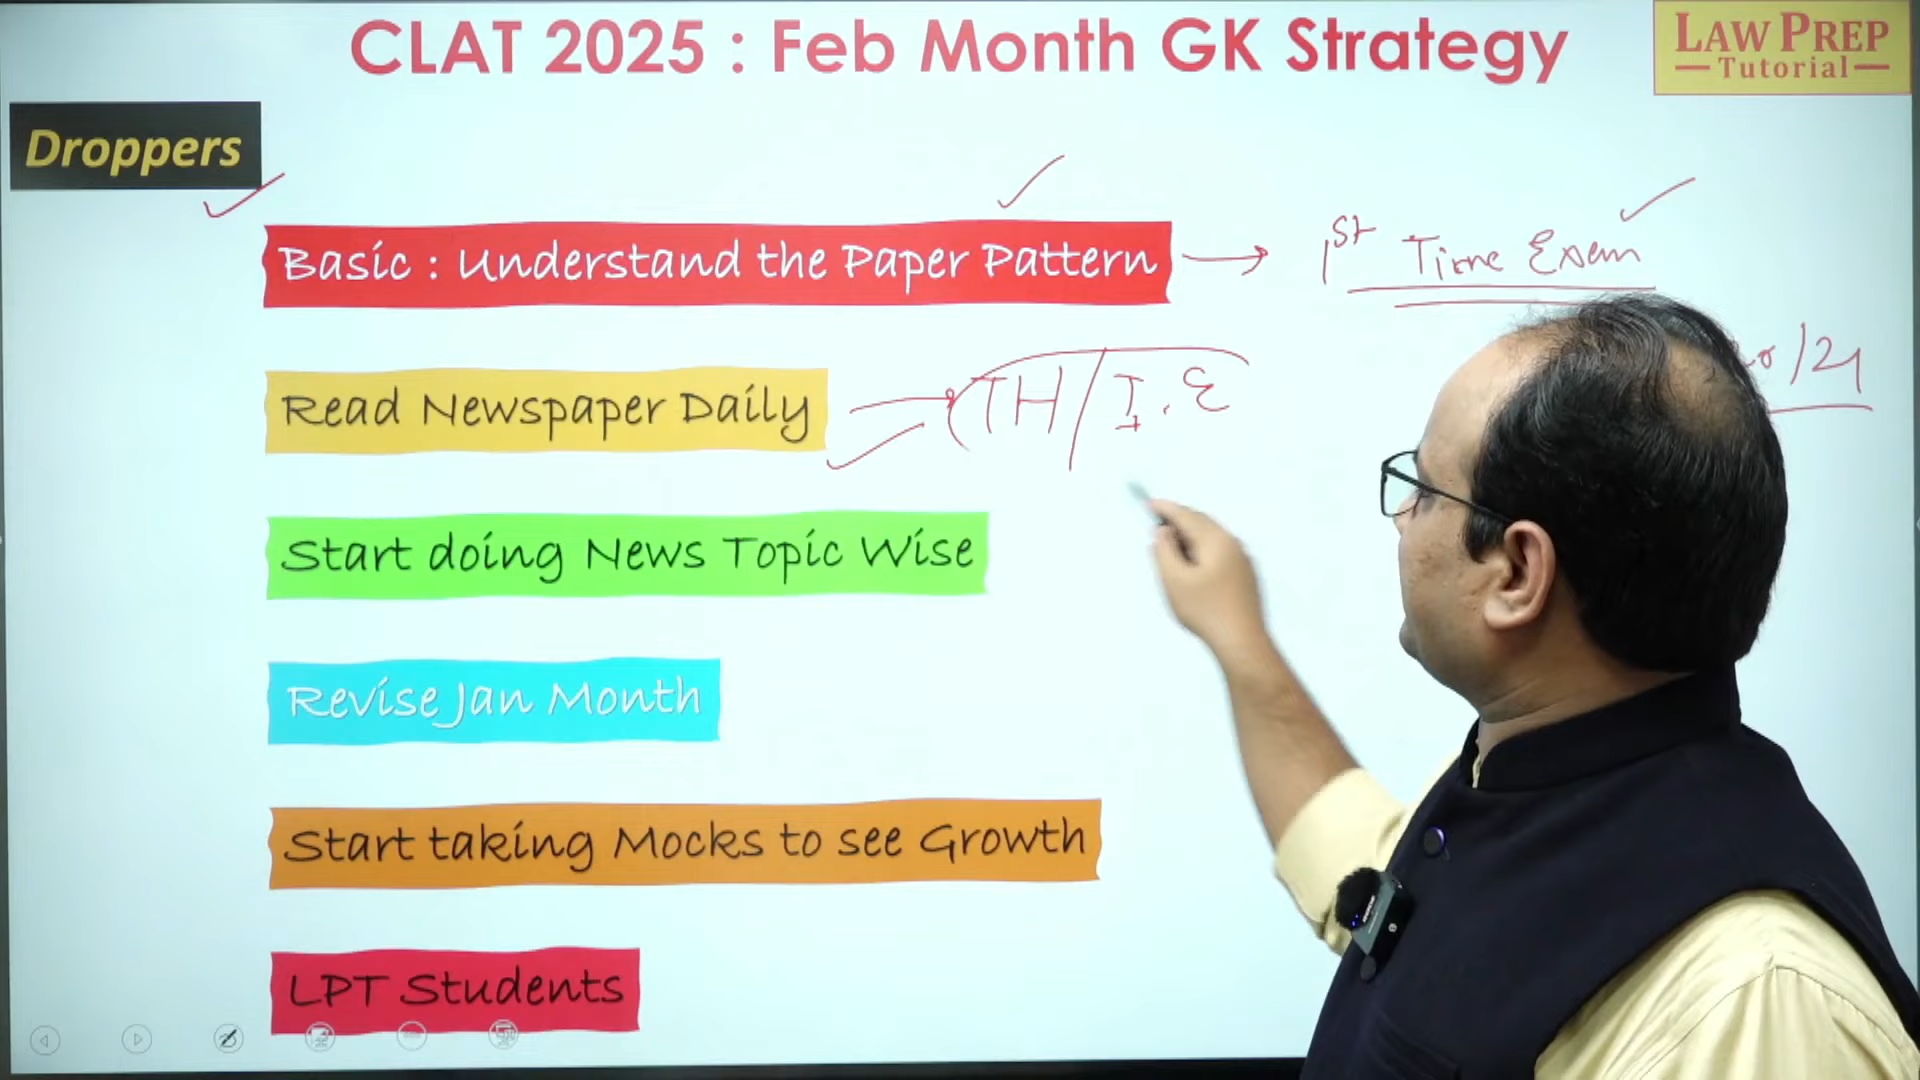 CLAT 2025 : Feb Month GK Strategy
LAW PREP
Tutorial
Droppers
Basic : Understand the Paper Pattern
1st Time Exam
/21
Read Newspaper Daily
TH/I.E
Start doing News Topic Wise
Revise Jan Month
Start taking Mocks to see Growth
LPT Students